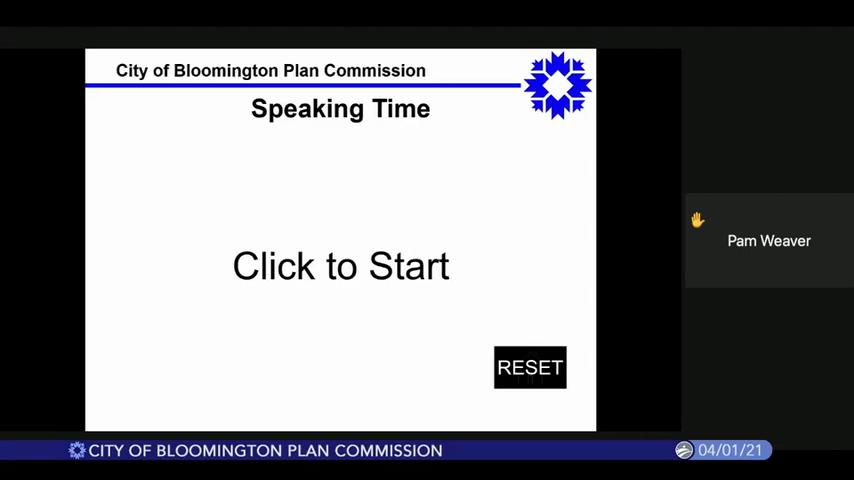 City of Bloomington Plan Commission
Speaking Time
Click to Start
RESET
Pam Weaver
CITY OF BLOOMINGTON PLAN COMMISSION
04/01/21